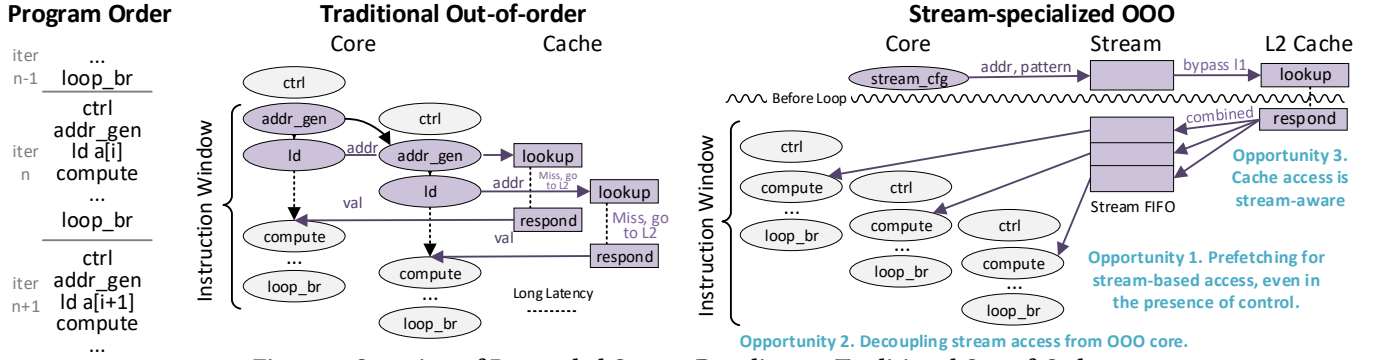 Program Order
iter
n-1
...
loop_br
iter
n
ctrl
addr_gen
ld a[i]
compute
...
loop_br
iter
n+1
ctrl
addr_gen
ld a[i+1]
compute
...
Traditional Out-of-order
Core
Cache
Instruction Window
ctrl
addr_gen
ld
compute
...
loop_br
ctrl
addr_gen
ld
compute
...
loop_br
addr
lookup
Miss, go
to L2
respond
val
addr
lookup
Miss, go
to L2
respond
val
Long Latency
Stream-specialized OOO
Core
Stream
L2 Cache
stream_cfg
addr, pattern
bypass l1
lookup
Before Loop
respond
combined
Instruction Window
ctrl
compute
...
loop_br
ctrl
compute
...
loop_br
ctrl
compute
...
loop_br
Stream FIFO
Opportunity 3.
Cache access is
stream-aware
Opportunity 1. Prefetching for
stream-based access, even in
the presence of control.
Opportunity 2. Decoupling stream access from OOO core.